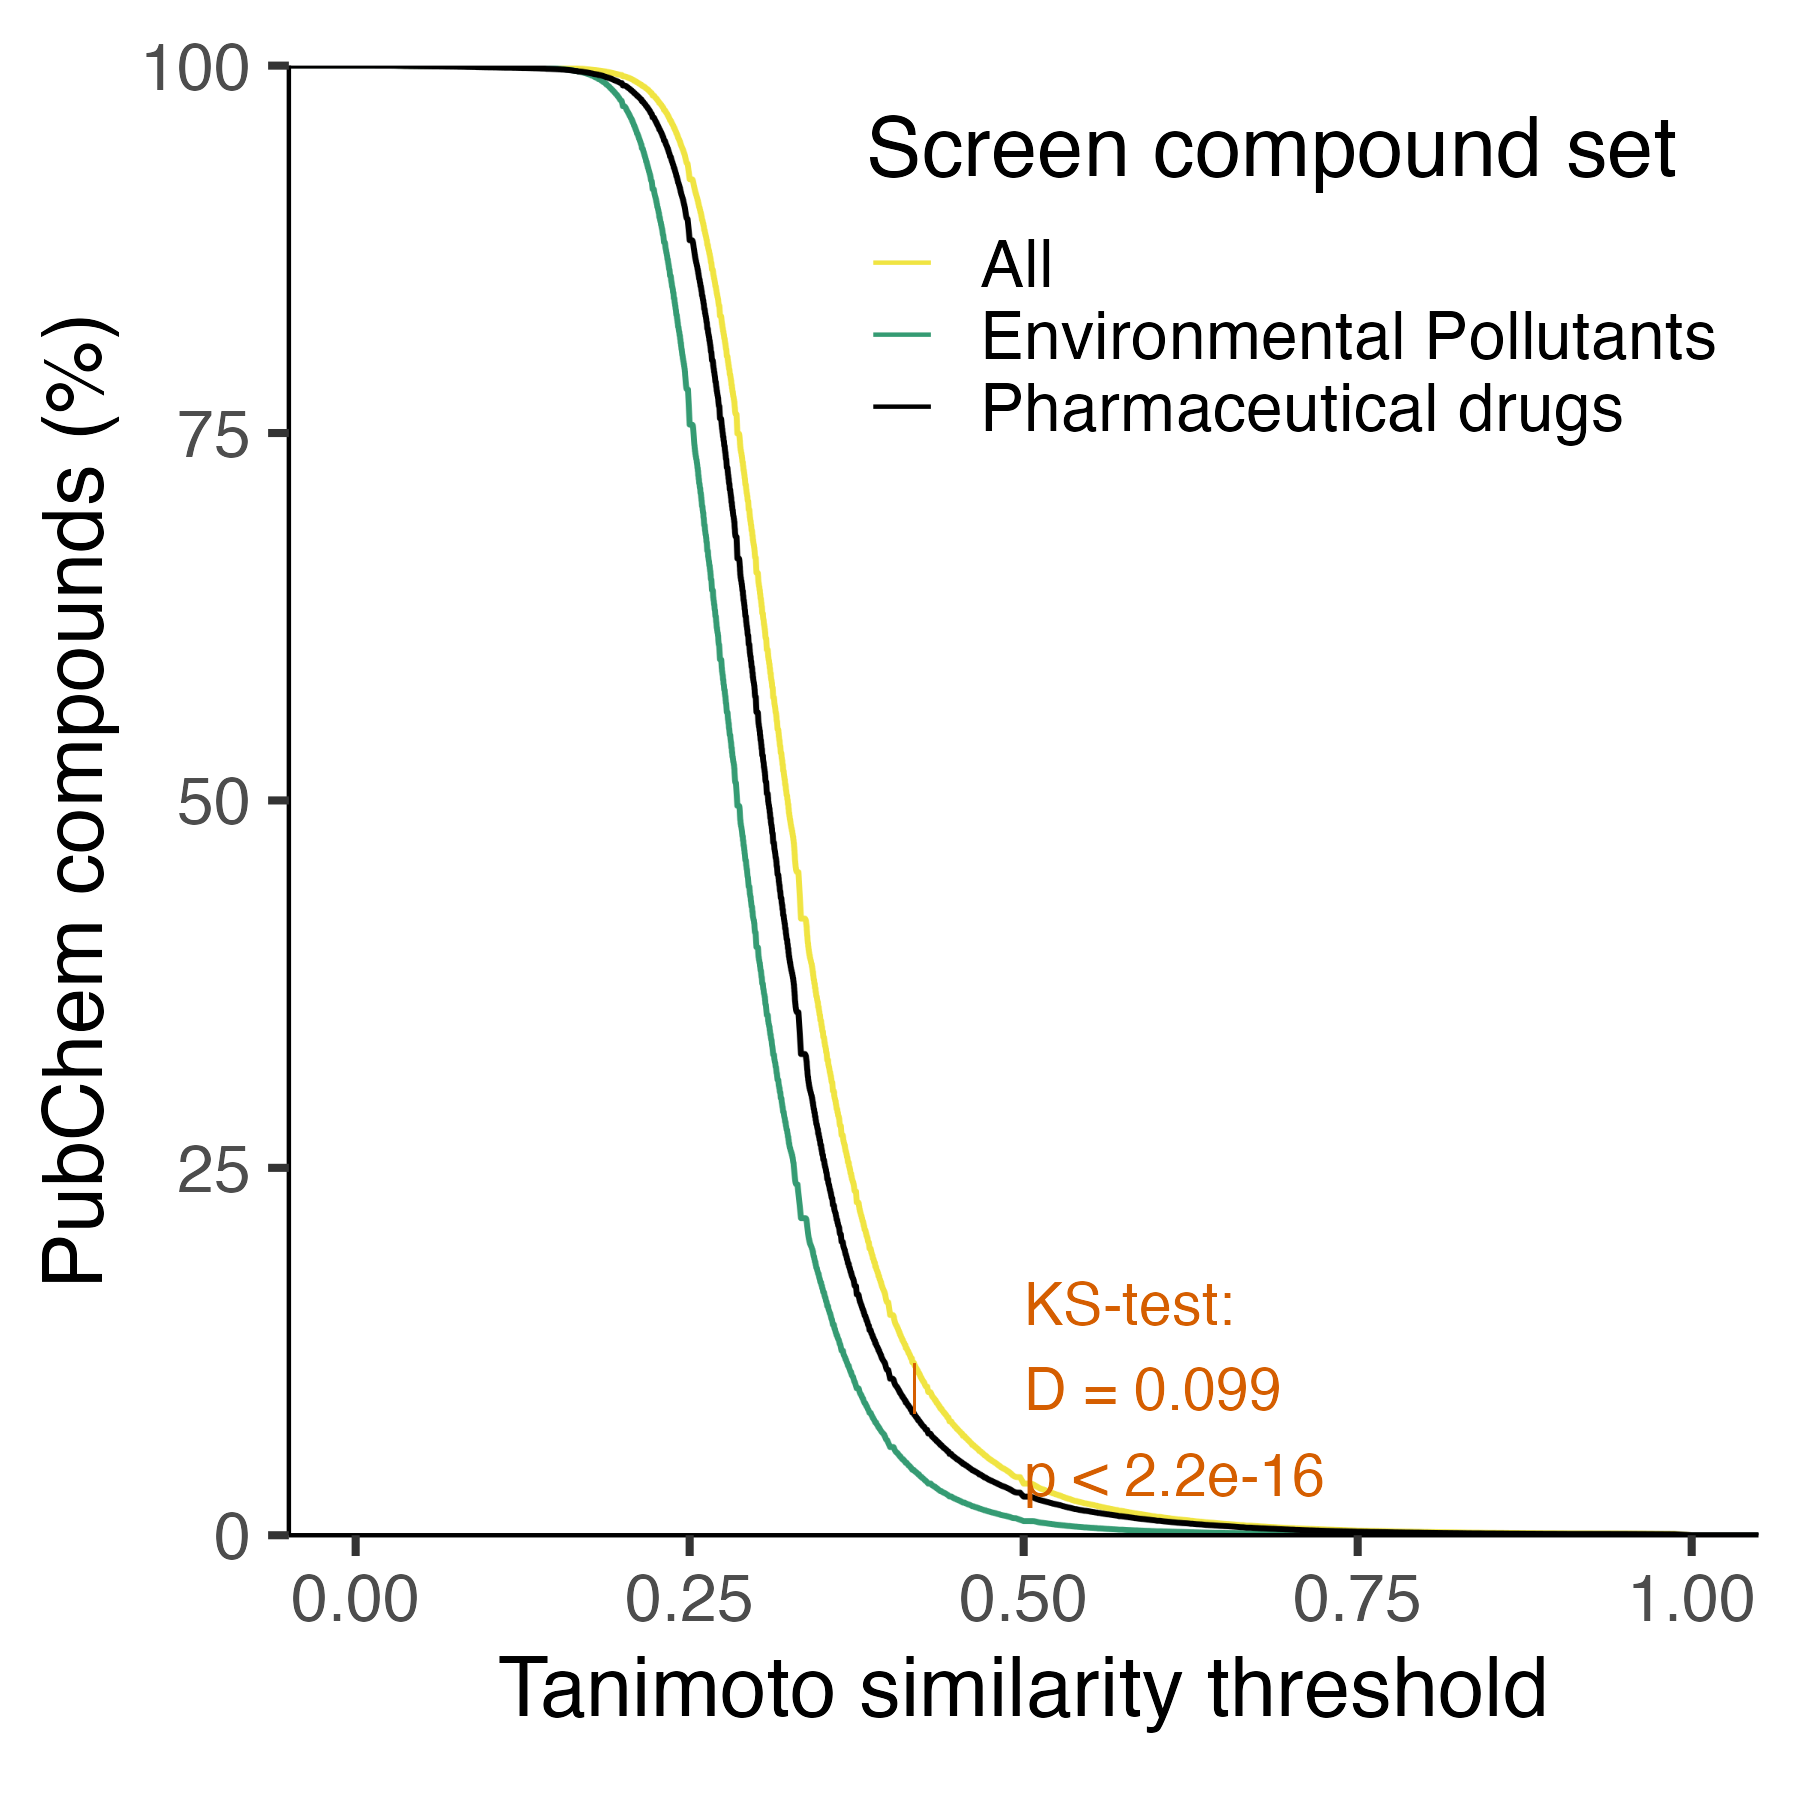 Screen compound set
All
Environmental Pollutants
Pharmaceutical drugs
PubChem compounds (%)
100
75
50
25
0
KS-test:
D = 0.099
p < 2.2e-16
0.00
0.25
0.50
0.75
1.00
Tanimoto similarity threshold